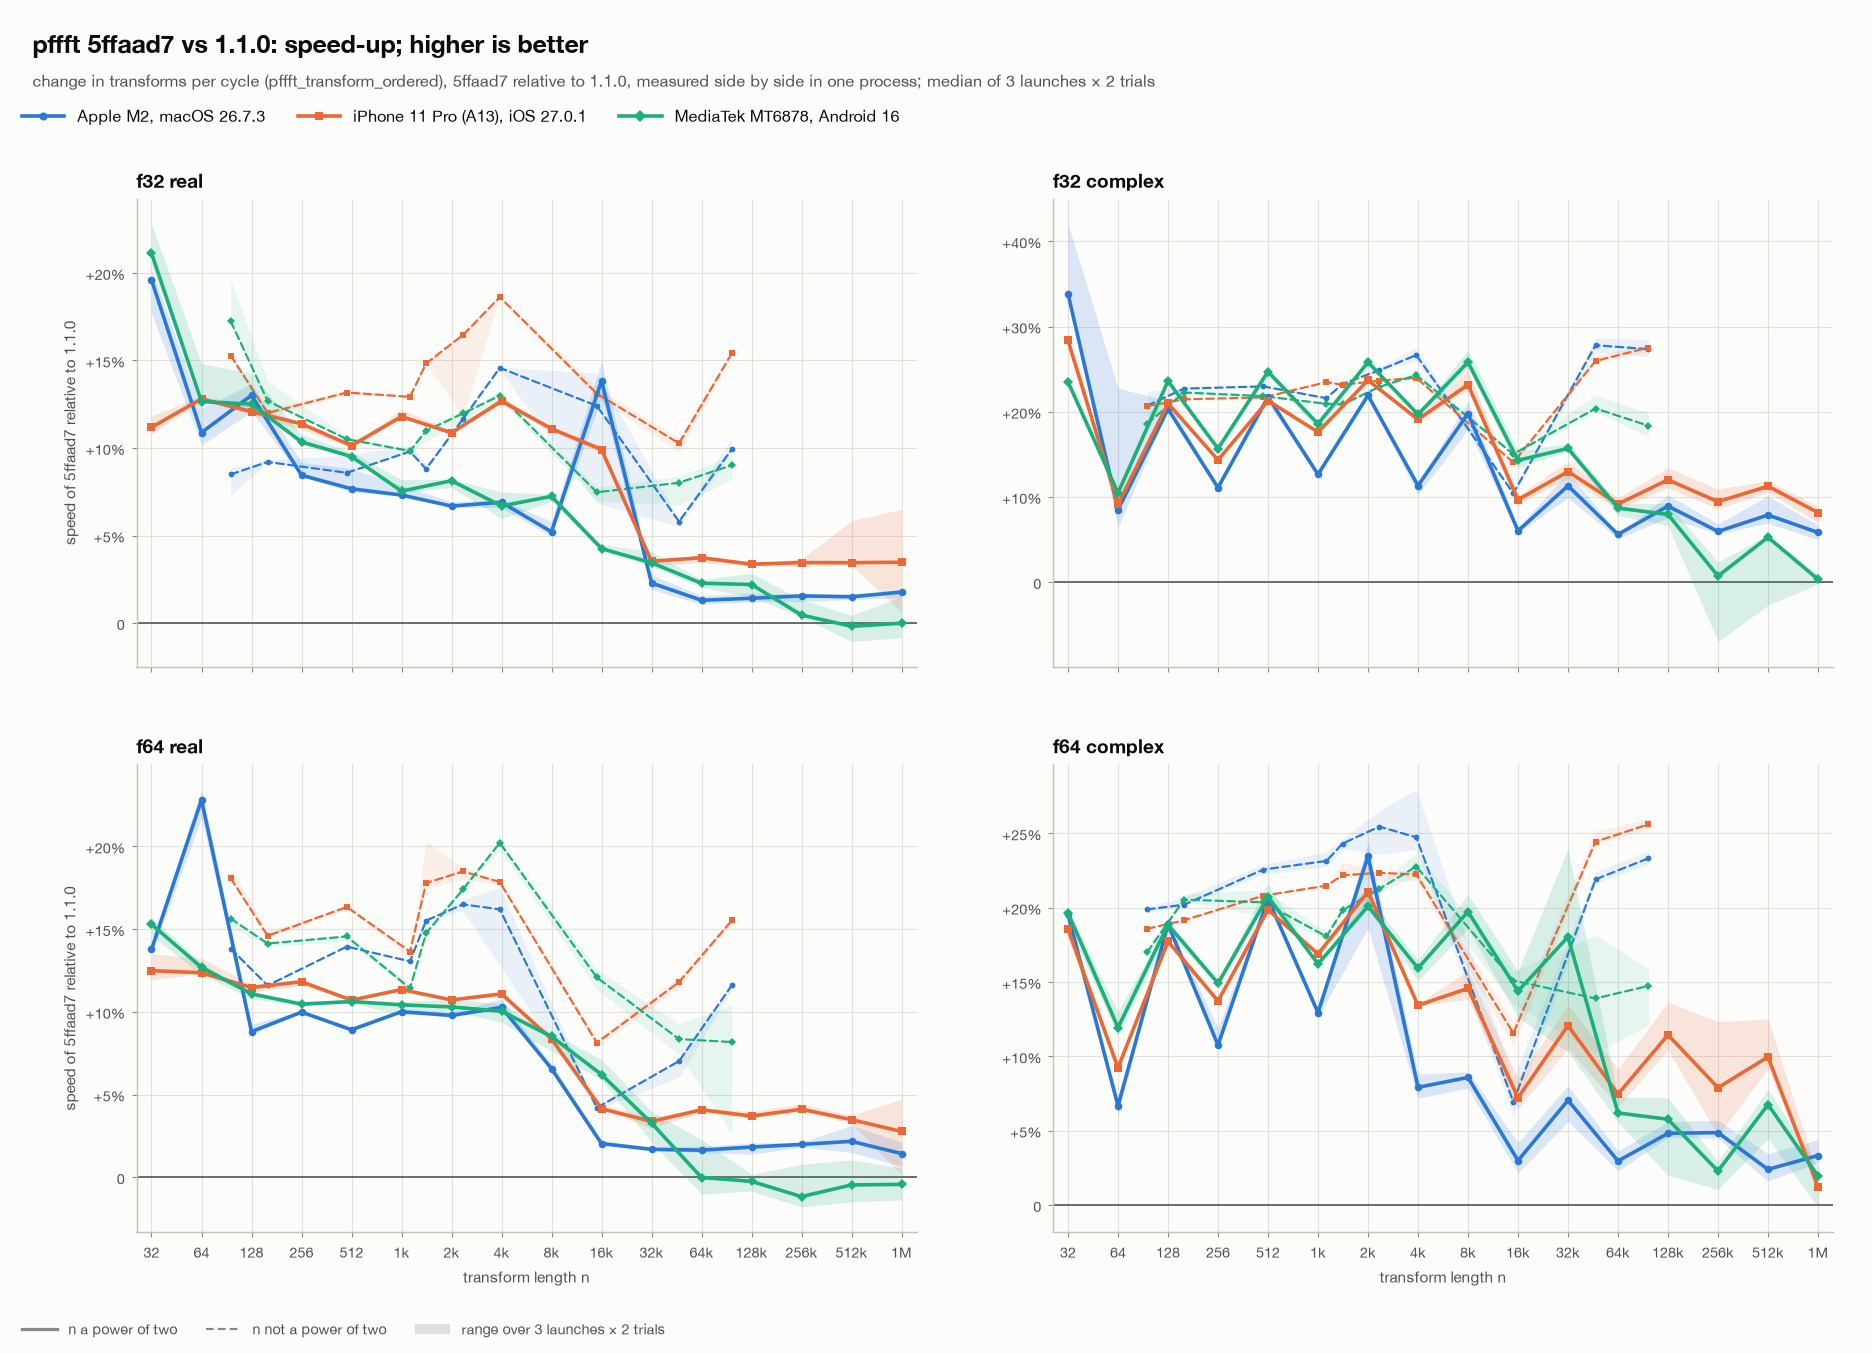 pffft 5ffaad7 vs 1.1.0: speed-up; higher is better
change in transforms per cycle (pffft_transform_ordered), 5ffaad7 relative to 1.1.0, measured side by side in one process; median of 3 launches × 2 trials
Apple M2, macOS 26.7.3 iPhone 11 Pro (A13), iOS 27.0.1 MediaTek MT6878, Android 16
f32 real
speed of 5ffaad7 relative to 1.1.0
+20%
+15%
+10%
+5%
0
f32 complex
+40%
+30%
+20%
+10%
0
f64 real
speed of 5ffaad7 relative to 1.1.0
+20%
+15%
+10%
+5%
0
32 64 128 256 512 1k 2k 4k 8k 16k 32k 64k 128k 256k 512k 1M
transform length n
f64 complex
+25%
+20%
+15%
+10%
+5%
0
32 64 128 256 512 1k 2k 4k 8k 16k 32k 64k 128k 256k 512k 1M
transform length n
n a power of two n not a power of two range over 3 launches × 2 trials